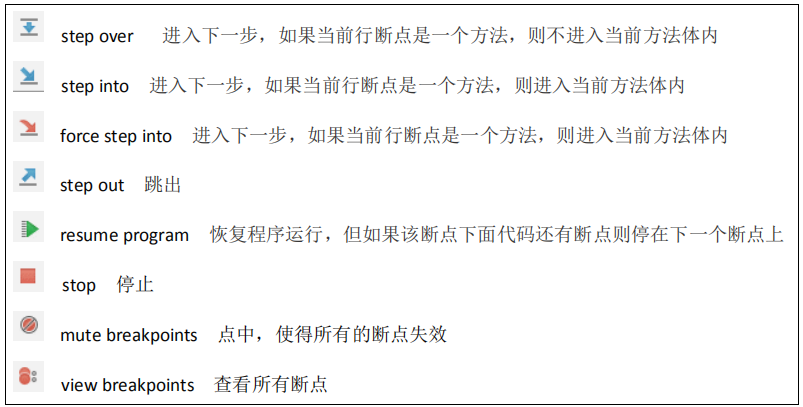 step over 进入下一步，如果当前行断点是一个方法，则不进入当前方法体内
step into 进入下一步，如果当前行断点是一个方法，则进入当前方法体内
force step into 进入下一步，如果当前行断点是一个方法，则进入当前方法体内
step out 跳出
resume program 恢复程序运行，但如果该断点下面代码还有断点则停在下一个断点上
stop 停止
mute breakpoints 点中，使得所有的断点失效
view breakpoints 查看所有断点